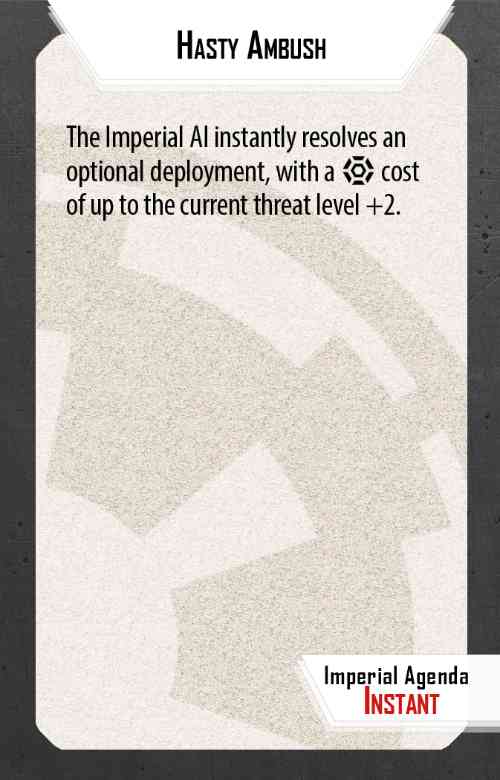 Hasty Ambush
The Imperial AI instantly resolves an
optional deployment, with a cost
of up to the current threat level +2.
Imperial Agenda
Instant